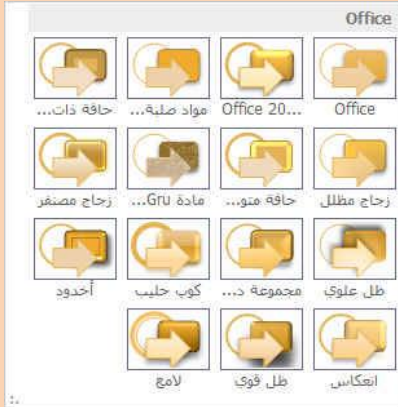 Office
Office
Office 20...
مواد صلبة...
حافة ذات...
زجاج مظلل
حافة متو...
مادة Gru...
زجاج مصنفر
ظل علوي
مجموعة د...
كوب حليب
أخدود
انعكاس
ظل قوي
لامع